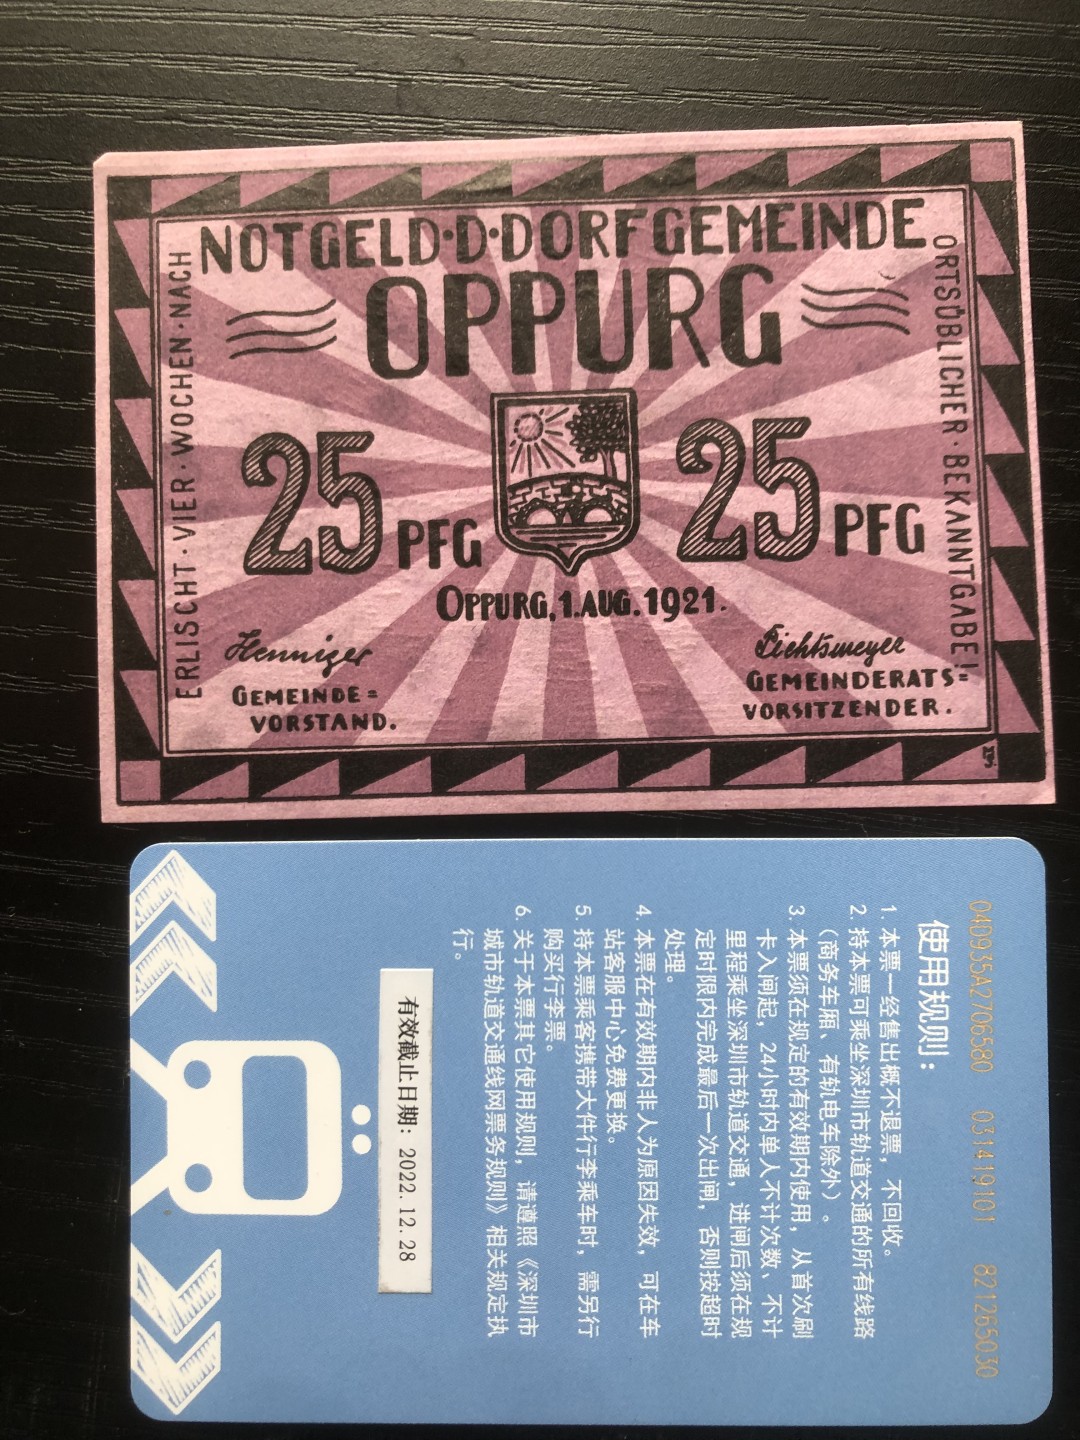 NOTGELD·D·DORFGEMEINDE
OPPURG
ERLISCHT·VIER·WOCHEN·NACH
ORTSÜBLICHER·BEKANNTGABE!
25 PFG
25 PFG
OPPURG, 1. AUG. 1921.
Henniger
GEMEINDE=
VORSTAND.
Fichtsmeyer
GEMEINDERATS=
VORSITZENDER.
040935A2706580 031419101 821265030
使用规则：
1. 本票一经售出概不退票，不回收。
2. 持本票可乘坐深圳市轨道交通的所有线路
（商务车厢、有轨电车除外）。
3. 本票须在规定的有效期内使用，从首次刷
卡入闸起，24小时内单人不计次数、不计
里程乘坐深圳市轨道交通，进闸后须在规
定时限内完成最后一次出闸，否则按超时
处理。
4. 本票在有效期内非人为原因失效，可在车
站客服中心免费更换。
5. 持本票乘客携带大件行李乘车时，需另行
购买行李票。
6. 关于本票其它使用规则，请遵照《深圳市
城市轨道交通线网票务规则》相关规定执
行。
有效截止日期：2022.12.28